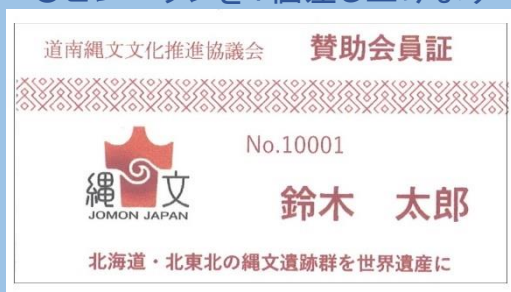 道南縄文文化推進協議会 賛助会員証
No.10001
縄文
JOMON JAPAN
鈴木 太郎
北海道・北東北の縄文遺跡群を世界遺産に